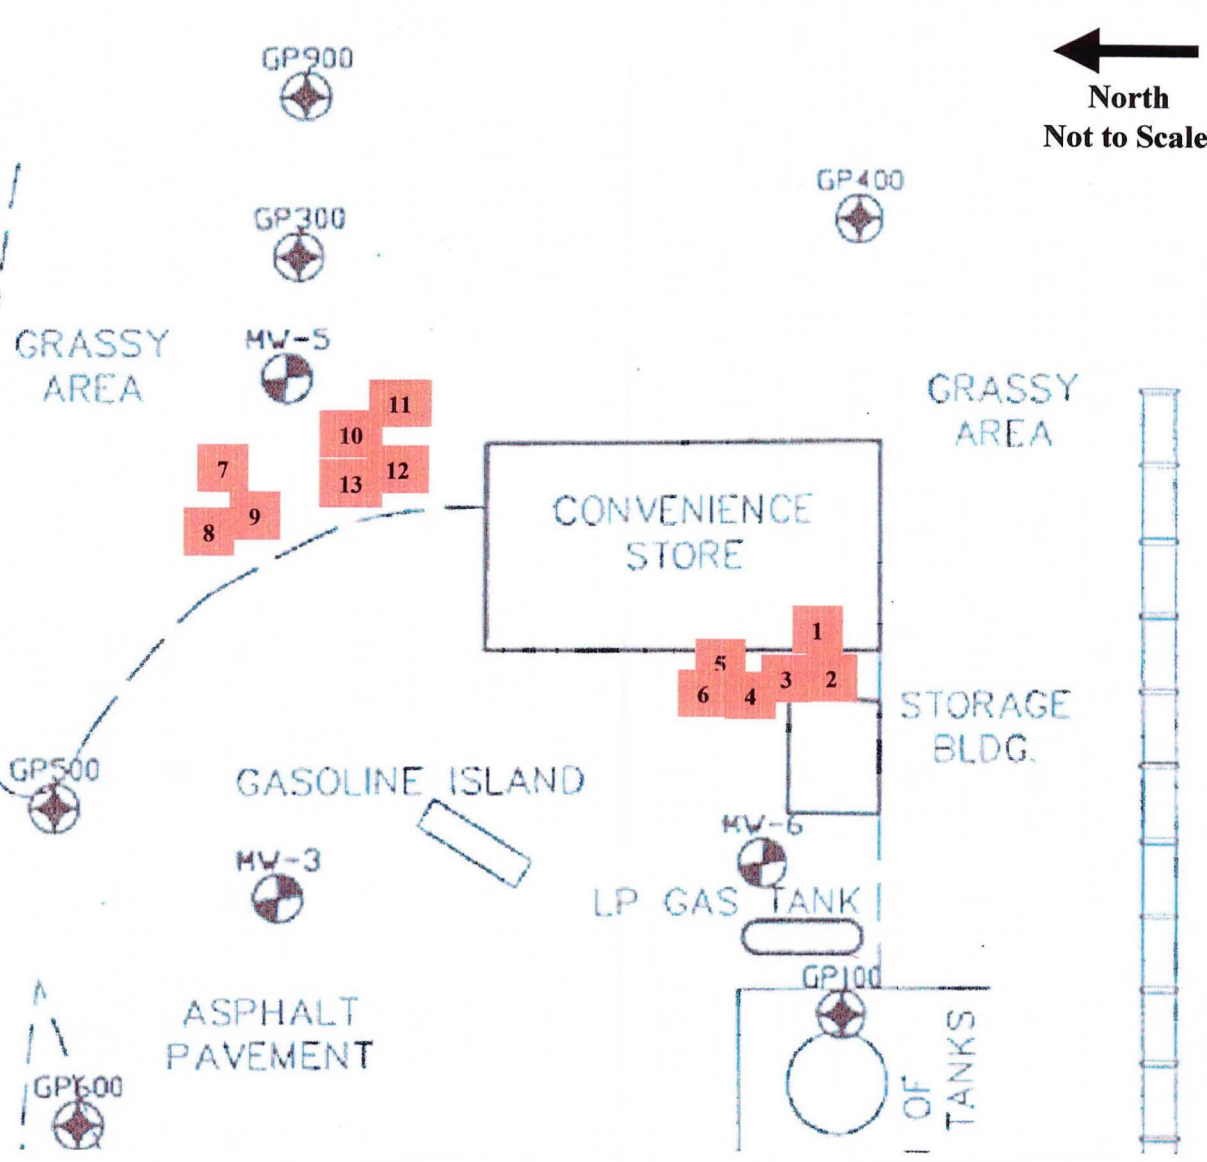 GP900
North
Not to Scale
GP400
GP300
GRASSY
AREA
MW-5
GRASSY
AREA
11
10
12
13
7
9
8
CONVENIENCE
STORE
1
5
3
2
6
4
STORAGE
BLDG.
GP500
GASOLINE ISLAND
MW-6
MW-3
LP GAS TANK
GP100
ASPHALT
PAVEMENT
GP600
OF
TANKS